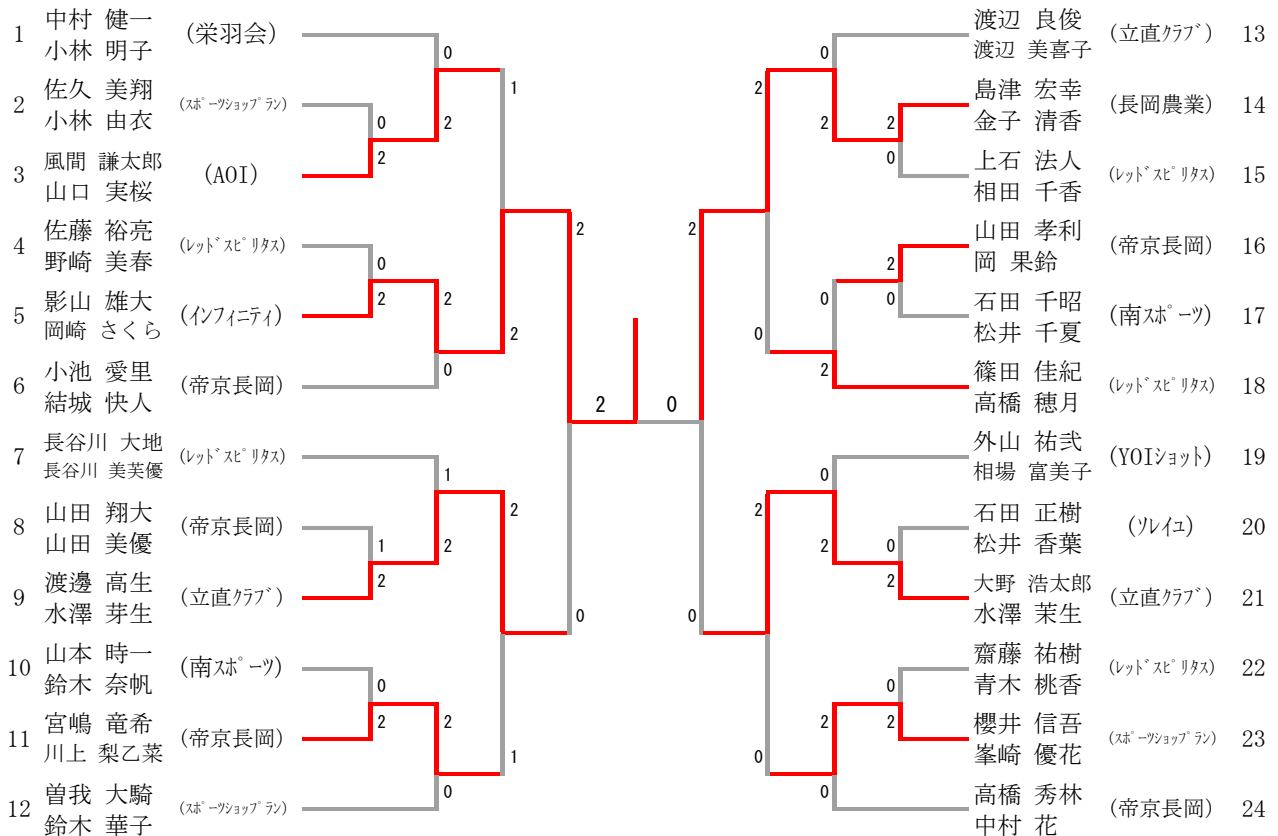 1 中村 健一 (栄羽会)
小林 明子
2 佐久 美翔 (ｽﾎﾟｰﾂｼｮｯﾌﾟﾗﾝ)
小林 由衣
3 風間 謙太郎 (AOI)
山口 実桜
4 佐藤 裕亮 (ﾚｯﾄﾞｽﾋﾟﾘﾀｽ)
野崎 美春
5 影山 雄大 (インフィニティ)
岡崎 さくら
6 小池 愛里 (帝京長岡)
結城 快人
7 長谷川 大地 (ﾚｯﾄﾞｽﾋﾟﾘﾀｽ)
長谷川 美芙優
8 山田 翔大 (帝京長岡)
山田 美優
9 渡邊 高生 (立直ｸﾗﾌﾞ)
水澤 芽生
10 山本 時一 (南ｽﾎﾟｰﾂ)
鈴木 奈帆
11 宮嶋 竜希 (帝京長岡)
川上 梨乙菜
12 曽我 大騎 (ｽﾎﾟｰﾂｼｮｯﾌﾟﾗﾝ)
鈴木 華子
0
2
0
2
0
2
2
0
1
1
2
2
0
2
2
0
1
2
2
1
2
0
2 0
2
0
2
0
2
0
0
2
2
0
2
0
0
2
0
2
0
2
0
2
2
0
渡辺 良俊 (立直ｸﾗﾌﾞ) 13
渡辺 美喜子
島津 宏幸 (長岡農業) 14
金子 清香
上石 法人 (ﾚｯﾄﾞｽﾋﾟﾘﾀｽ) 15
相田 千香
山田 孝利 (帝京長岡) 16
岡 果鈴
石田 千昭 (南ｽﾎﾟｰﾂ) 17
松井 千夏
篠田 佳紀 (ﾚｯﾄﾞｽﾋﾟﾘﾀｽ) 18
高橋 穂月
外山 祐弐 (YOIｼｮｯﾄ) 19
相場 富美子
石田 正樹 (ｿﾚｲﾕ) 20
松井 香葉
大野 浩太郎 (立直ｸﾗﾌﾞ) 21
水澤 茉生
齋藤 祐樹 (ﾚｯﾄﾞｽﾋﾟﾘﾀｽ) 22
青木 桃香
櫻井 信吾 (ｽﾎﾟｰﾂｼｮｯﾌﾟﾗﾝ) 23
峯崎 優花
高橋 秀林 (帝京長岡) 24
中村 花